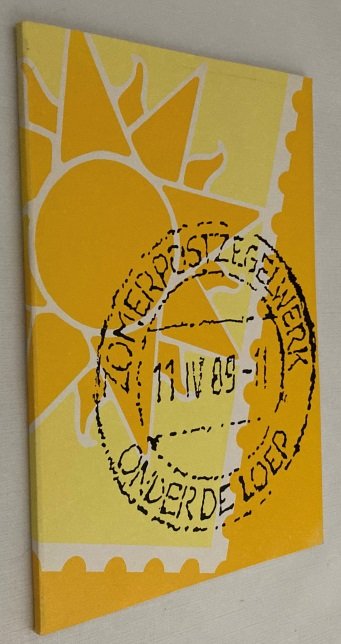 ZOMERPOSTZEGELWERK
11 IV 89 -11
ONDER DE LOEP